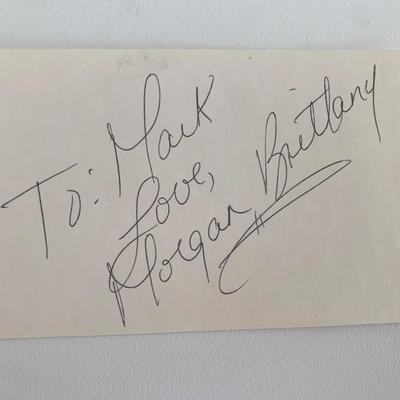 To: Mark
Love,
Morgan Brittany